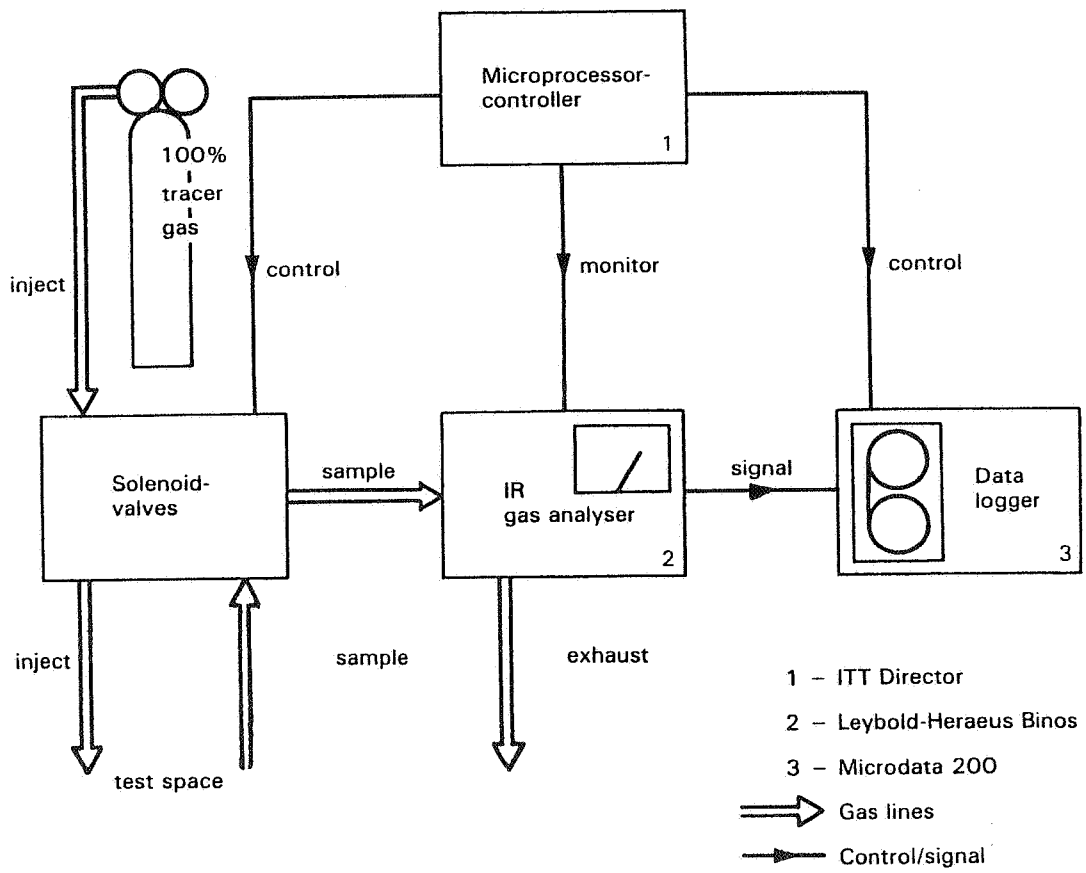 Microprocessor-
controller
1
100%
tracer
gas
inject
control
monitor
control
Solenoid-
valves
sample
IR
gas analyser
2
signal
Data
logger
3
inject
sample
exhaust
test space
1 – ITT Director
2 – Leybold-Heraeus Binos
3 – Microdata 200
Gas lines
Control/signal